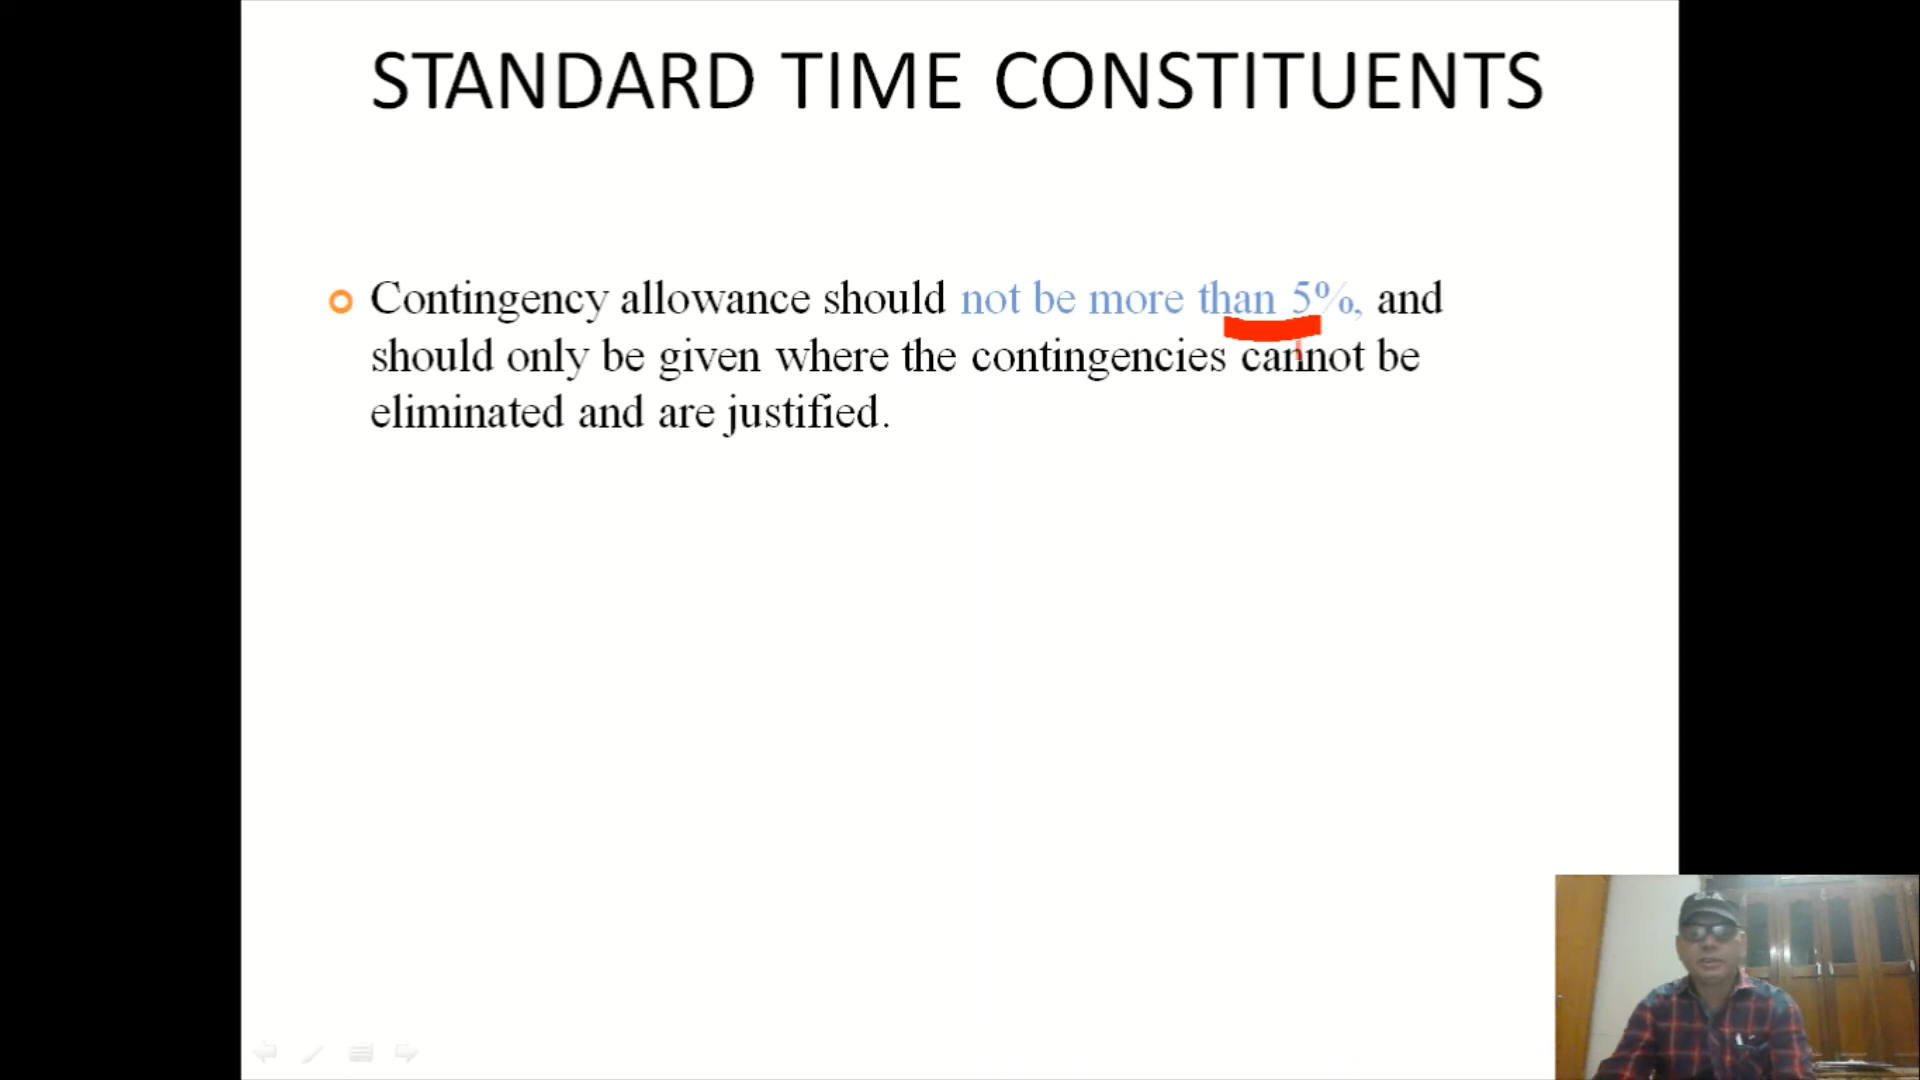 STANDARD TIME CONSTITUENTS
Contingency allowance should not be more than 5%, and
should only be given where the contingencies cannot be
eliminated and are justified.